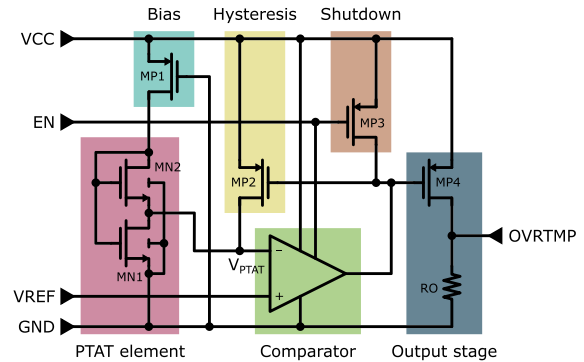 Bias Hysteresis Shutdown
VCC
MP1
EN
MP3
MN2
MP2
MP4
OVRTMP
VPTAT
−
MN1
RO
VREF
+
GND
PTAT element Comparator Output stage